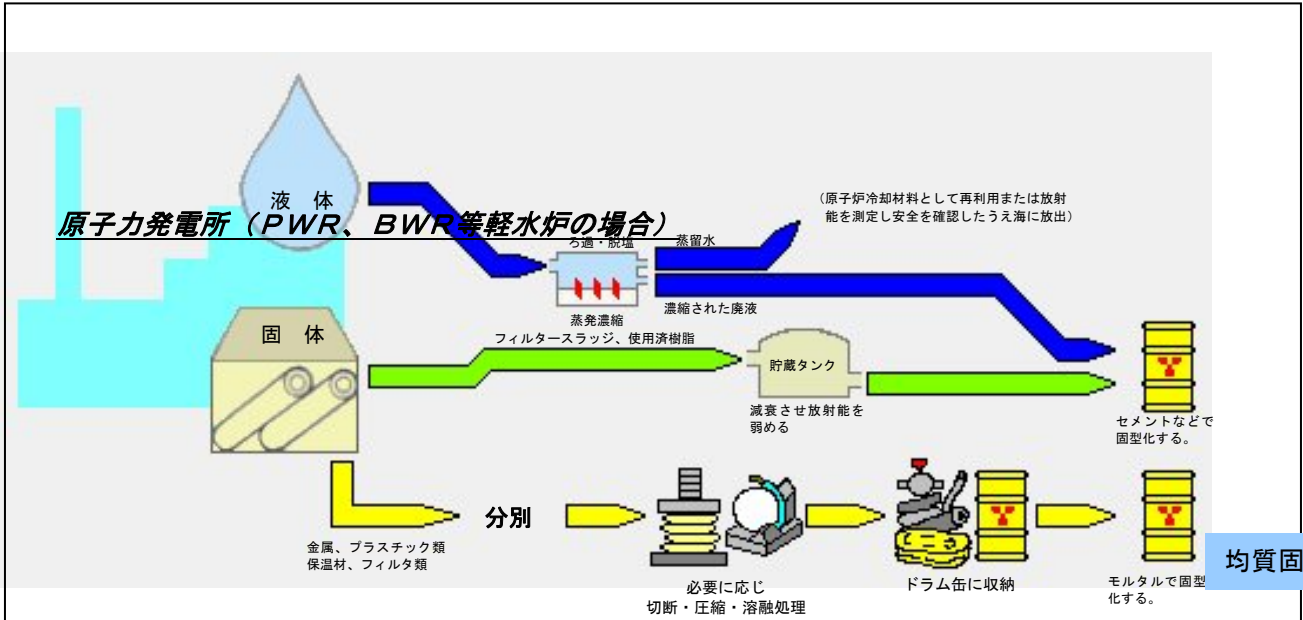 液　体
（原子炉冷却材料として再利用または放射
能を測定し安全を確認したうえ海に放出）
原子力発電所（ＰＷＲ、ＢＷＲ等軽水炉の場合）
ろ過・脱塩
蒸留水
濃縮された廃液
蒸発濃縮
固　体
フィルタースラッジ、使用済樹脂
貯蔵タンク
減衰させ放射能を
弱める
セメントなどで
固型化する。
分別
金属、プラスチック類
保温材、フィルタ類
必要に応じ
切断・圧縮・溶融処理
ドラム缶に収納
モルタルで固型
化する。
均質固